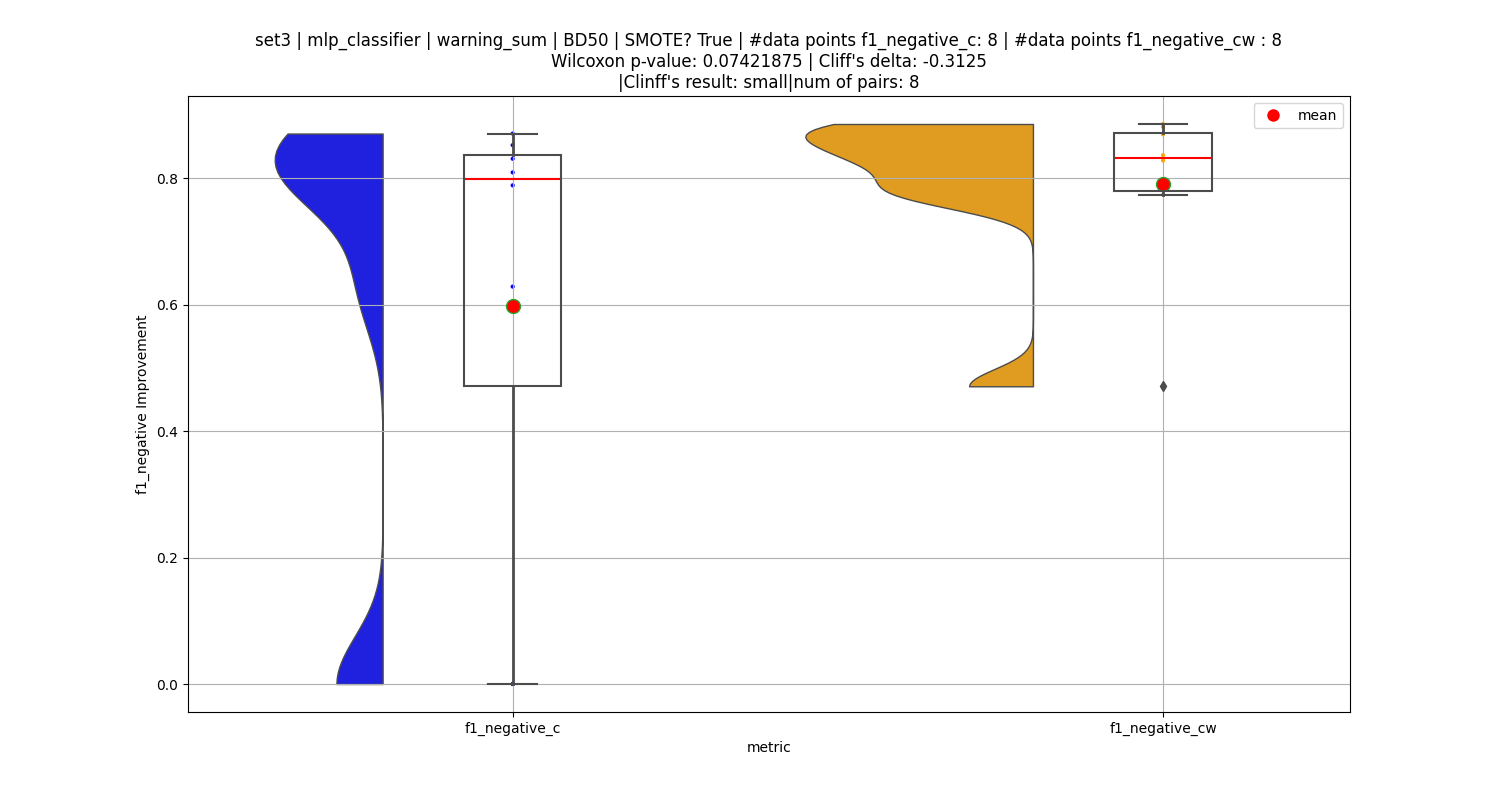 set3 | mlp_classifier | warning_sum | BD50 | SMOTE? True | #data points f1_negative_c: 8 | #data points f1_negative_cw : 8
Wilcoxon p-value: 0.07421875 | Cliff's delta: -0.3125
|Clinff's result: small|num of pairs: 8
mean
0.8
0.6
0.4
0.2
0.0
f1_negative Improvement
f1_negative_c
f1_negative_cw
metric